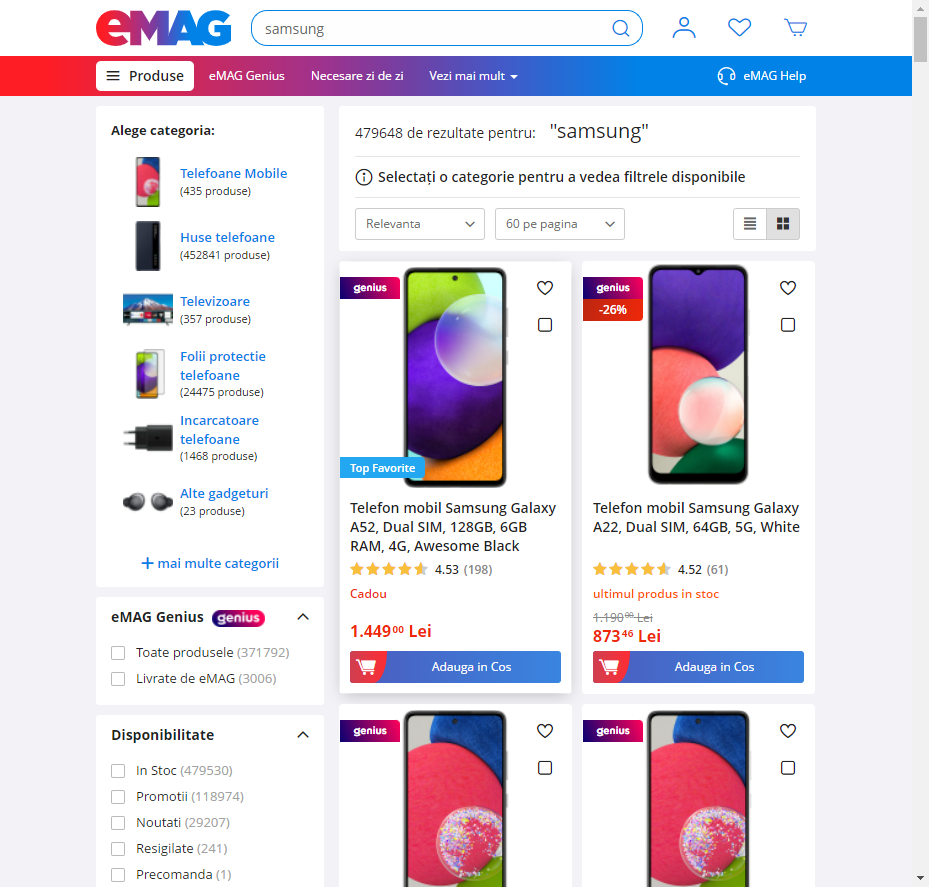 eMAG
samsung
Produse
eMAG Genius
Necesare zi de zi
Vezi mai mult
eMAG Help
Alege categoria:
Telefoane Mobile
(435 produse)
Huse telefoane
(452841 produse)
Televizoare
(357 produse)
Folii protectie
telefoane
(24475 produse)
Incarcatoare
telefoane
(1468 produse)
Alte gadgeturi
(23 produse)
+ mai multe categorii
eMAG Genius genius
Toate produsele (371792)
Livrate de eMAG (3006)
Disponibilitate
In Stoc (479530)
Promotii (118974)
Noutati (29207)
Resigilate (241)
Precomanda (1)
479648 de rezultate pentru: "samsung"
Selectați o categorie pentru a vedea filtrele disponibile
Relevanta
60 pe pagina
genius
Top Favorite
Telefon mobil Samsung Galaxy
A52, Dual SIM, 128GB, 6GB
RAM, 4G, Awesome Black
4.53 (198)
Cadou
1.449⁰⁰ Lei
Adauga in Cos
genius
-26%
Telefon mobil Samsung Galaxy
A22, Dual SIM, 64GB, 5G, White
4.52 (61)
ultimul produs in stoc
1.190⁰⁰ Lei
873⁴⁶ Lei
Adauga in Cos
genius
genius